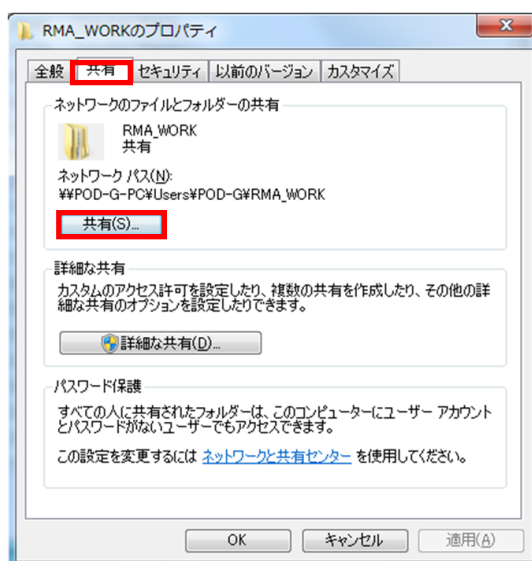 RMA_WORKのプロパティ
全般 共有 セキュリティ 以前のバージョン カスタマイズ
ネットワークのファイルとフォルダーの共有
RMA_WORK
共有
ネットワーク パス(N):
¥¥POD-G-PC¥Users¥POD-G¥RMA_WORK
共有(S)...
詳細な共有
カスタムのアクセス許可を設定したり、複数の共有を作成したり、その他の詳
細な共有のオプションを設定したりできます。
詳細な共有(D)...
パスワード保護
すべての人に共有されたフォルダーは、このコンピューターにユーザー アカウント
とパスワードがないユーザーでもアクセスできます。
この設定を変更するには ネットワークと共有センター を使用してください。
OK キャンセル 適用(A)